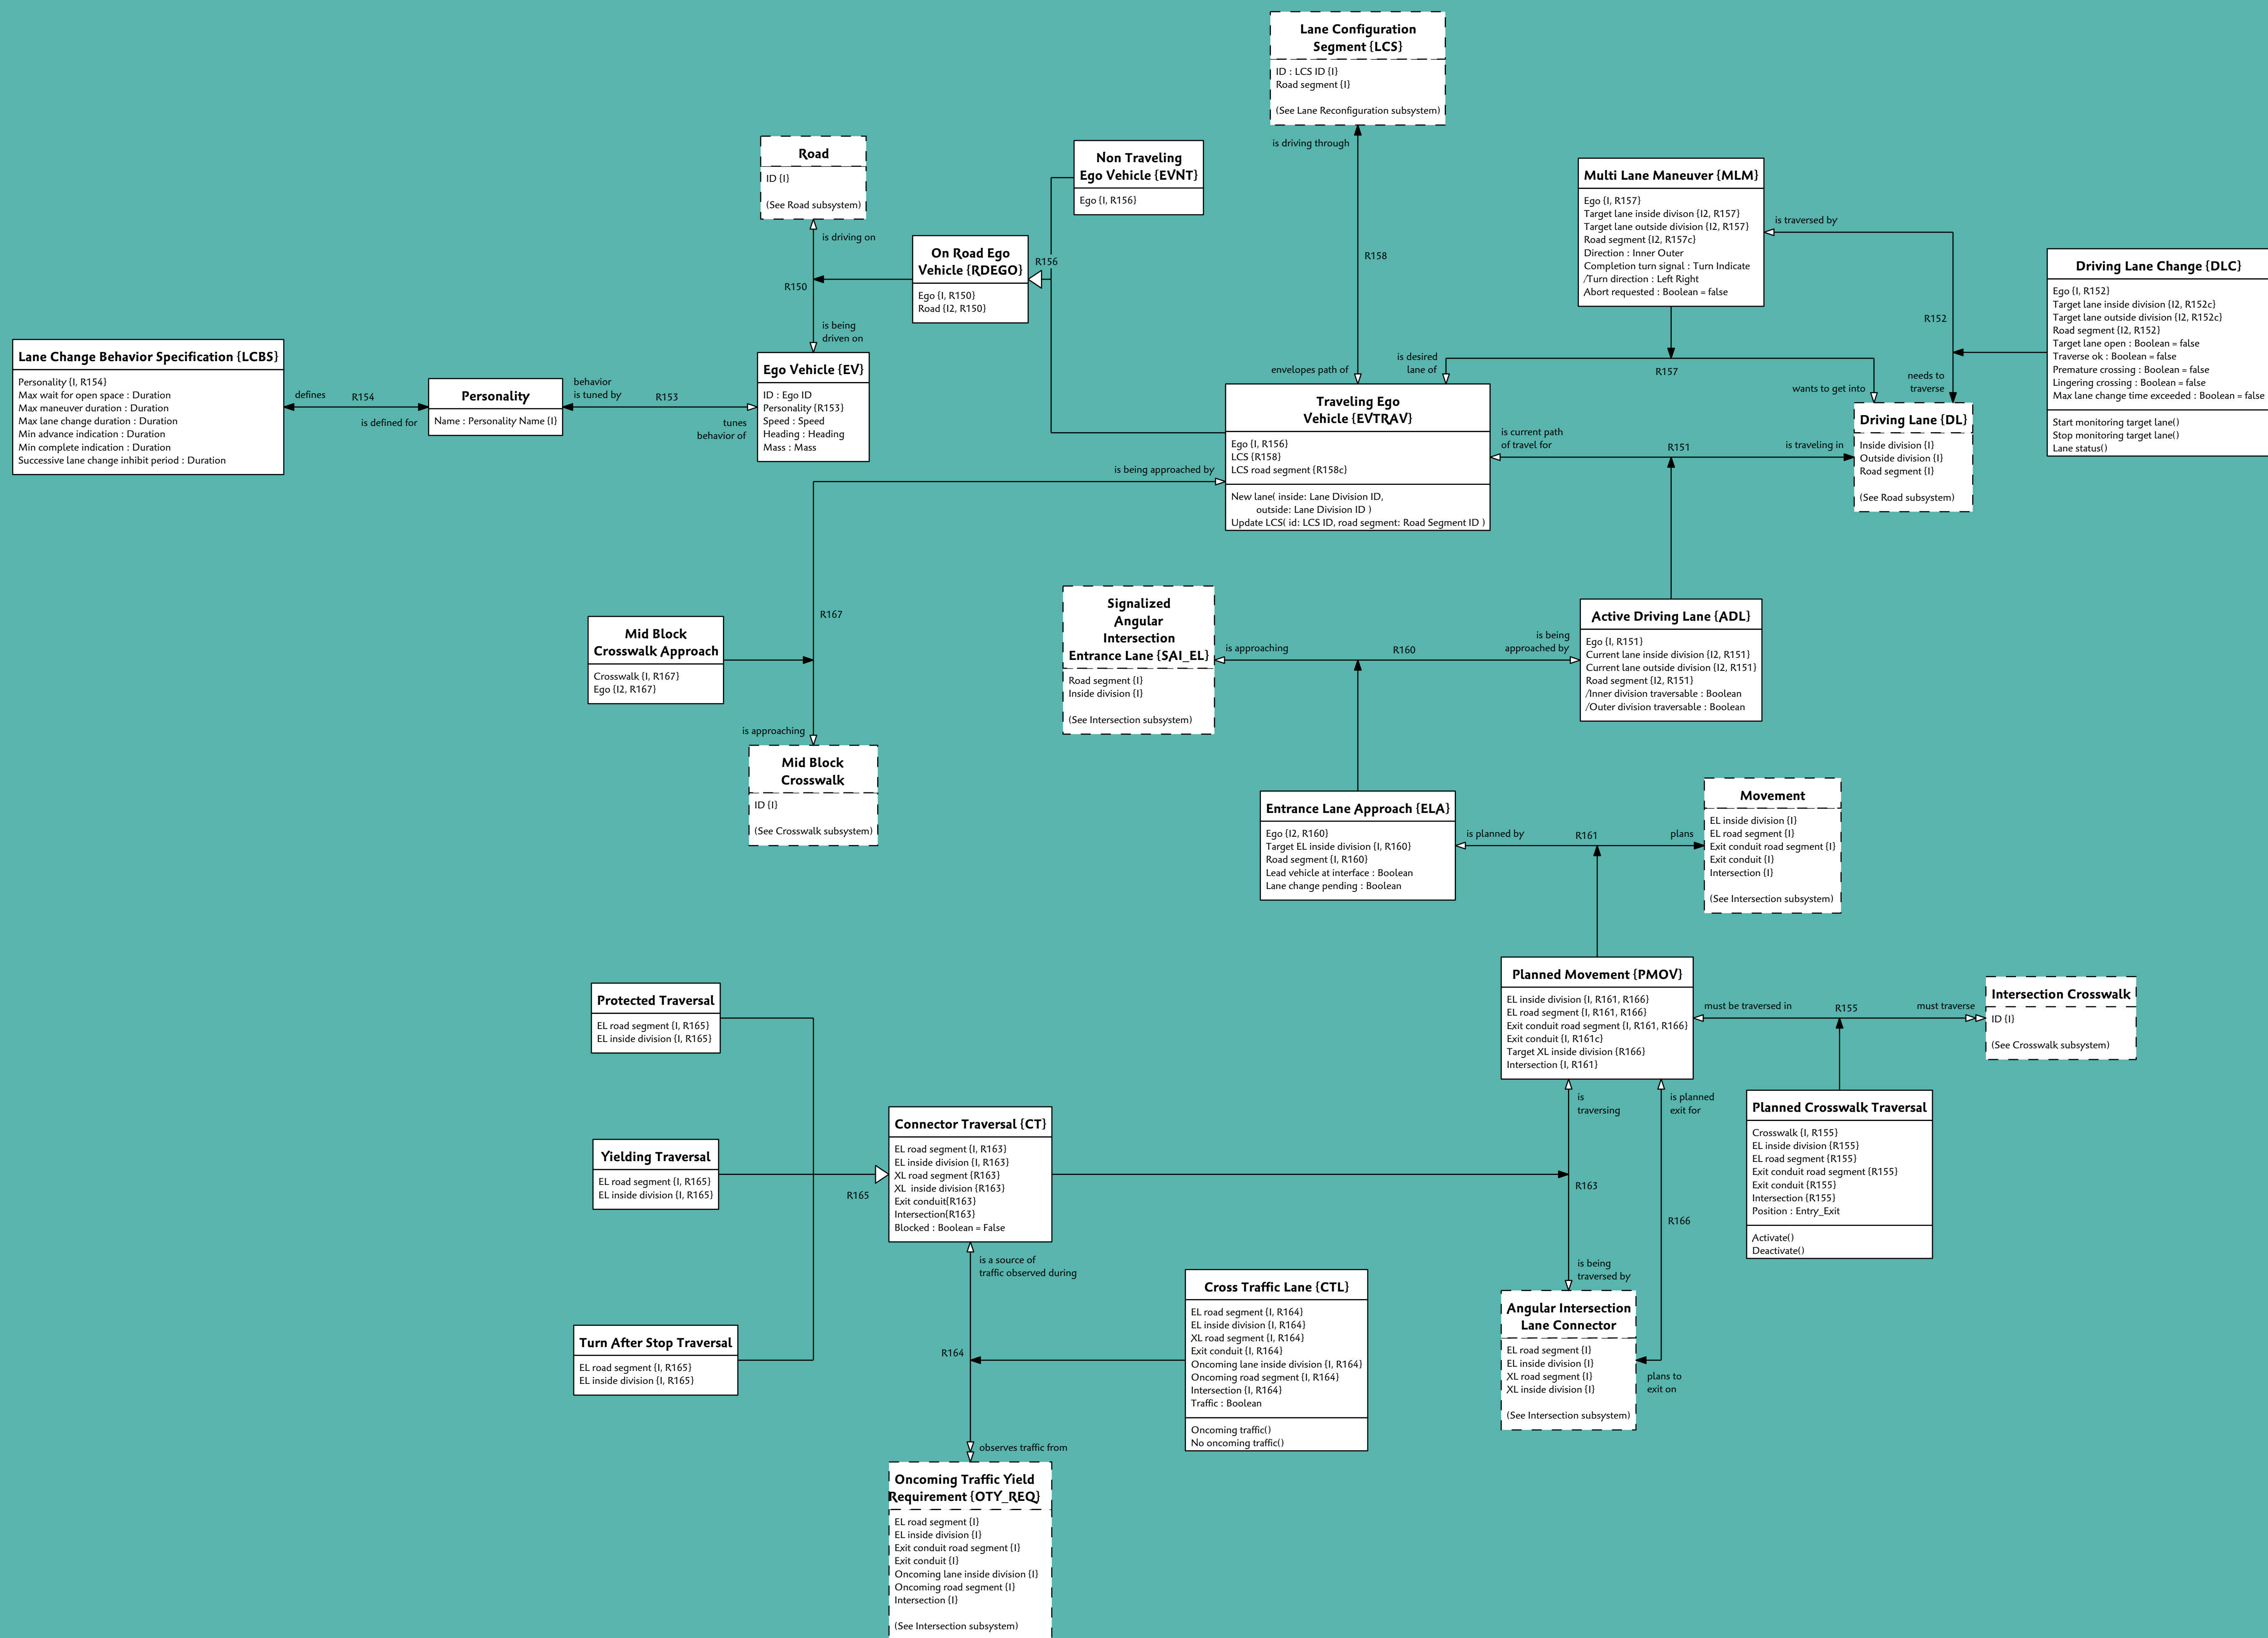 Lane Configuration
Segment {LCS}
ID : LCS ID {I}
Road segment {I}
(See Lane Reconfiguration subsystem)
is driving through
R158
envelopes path of
Road
ID {I}
(See Road subsystem)
is driving on
R150
is being
driven on
Non Traveling
Ego Vehicle {EVNT}
Ego {I, R156}
On Road Ego
Vehicle {RDEGO}
Ego {I, R150}
Road {I2, R150}
R156
Multi Lane Maneuver {MLM}
Ego {I, R157}
Target lane inside divison {I2, R157}
Target lane outside division {I2, R157}
Road segment {I2, R157c}
Direction : Inner Outer
Completion turn signal : Turn Indicate
/Turn direction : Left Right
Abort requested : Boolean = false
is traversed by
R152
needs to
traverse
Driving Lane Change {DLC}
Ego {I, R152}
Target lane inside division {I2, R152c}
Target lane outside division {I2, R152c}
Road segment {I2, R152}
Target lane open : Boolean = false
Traverse ok : Boolean = false
Premature crossing : Boolean = false
Lingering crossing : Boolean = false
Max lane change time exceeded : Boolean = false
Start monitoring target lane()
Stop monitoring target lane()
Lane status()
Lane Change Behavior Specification {LCBS}
Personality {I, R154}
Max wait for open space : Duration
Max maneuver duration : Duration
Max lane change duration : Duration
Min advance indication : Duration
Min complete indication : Duration
Successive lane change inhibit period : Duration
defines
R154
is defined for
Personality
Name : Personality Name {I}
behavior
is tuned by
R153
tunes
behavior of
Ego Vehicle {EV}
ID : Ego ID
Personality {R153}
Speed : Speed
Heading : Heading
Mass : Mass
is desired
lane of
R157
wants to get into
Traveling Ego
Vehicle {EVTRAV}
Ego {I, R156}
LCS {R158}
LCS road segment {R158c}
New lane( inside: Lane Division ID,
outside: Lane Division ID )
Update LCS( id: LCS ID, road segment: Road Segment ID )
is current path
of travel for
R151
is traveling in
Driving Lane {DL}
Inside division {I}
Outside division {I}
Road segment {I}
(See Road subsystem)
is being approached by
R167
is approaching
Mid Block
Crosswalk Approach
Crosswalk {I, R167}
Ego {I2, R167}
Mid Block
Crosswalk
ID {I}
(See Crosswalk subsystem)
Signalized
Angular
Intersection
Entrance Lane {SAI_EL}
Road segment {I}
Inside division {I}
(See Intersection subsystem)
is approaching
R160
is being
approached by
Active Driving Lane {ADL}
Ego {I, R151}
Current lane inside division {I2, R151}
Current lane outside division {I2, R151}
Road segment {I2, R151}
/Inner division traversable : Boolean
/Outer division traversable : Boolean
Entrance Lane Approach {ELA}
Ego {I2, R160}
Target EL inside division {I, R160}
Road segment {I, R160}
Lead vehicle at interface : Boolean
Lane change pending : Boolean
is planned by
R161
plans
Movement
EL inside division {I}
EL road segment {I}
Exit conduit road segment {I}
Exit conduit {I}
Intersection {I}
(See Intersection subsystem)
Planned Movement {PMOV}
EL inside division {I, R161, R166}
EL road segment {I, R161, R166}
Exit conduit road segment {I, R161, R166}
Exit conduit {I, R161c}
Target XL inside division {R166}
Intersection {I, R161}
must be traversed in
R155
must traverse
Intersection Crosswalk
ID {I}
(See Crosswalk subsystem)
Planned Crosswalk Traversal
Crosswalk {I, R155}
EL inside division {R155}
EL road segment {R155}
Exit conduit road segment {R155}
Exit conduit {R155}
Intersection {R155}
Position : Entry_Exit
Activate()
Deactivate()
Protected Traversal
EL road segment {I, R165}
EL inside division {I, R165}
Yielding Traversal
EL road segment {I, R165}
EL inside division {I, R165}
Turn After Stop Traversal
EL road segment {I, R165}
EL inside division {I, R165}
R165
Connector Traversal {CT}
EL road segment {I, R163}
EL inside division {I, R163}
XL road segment {R163}
XL  inside division {R163}
Exit conduit{R163}
Intersection{R163}
Blocked : Boolean = False
is
traversing
R163
is being
traversed by
is planned
exit for
R166
plans to
exit on
Angular Intersection
Lane Connector
EL road segment {I}
EL inside division {I}
XL road segment {I}
XL inside division {I}
(See Intersection subsystem)
is a source of
traffic observed during
R164
observes traffic from
Cross Traffic Lane {CTL}
EL road segment {I, R164}
EL inside division {I, R164}
XL road segment {I, R164}
Exit conduit {I, R164}
Oncoming lane inside division {I, R164}
Oncoming road segment {I, R164}
Intersection {I, R164}
Traffic : Boolean
Oncoming traffic()
No oncoming traffic()
Oncoming Traffic Yield
Requirement {OTY_REQ}
EL road segment {I}
EL inside division {I}
Exit conduit road segment {I}
Exit conduit {I}
Oncoming lane inside division {I}
Oncoming road segment {I}
Intersection {I}
(See Intersection subsystem)